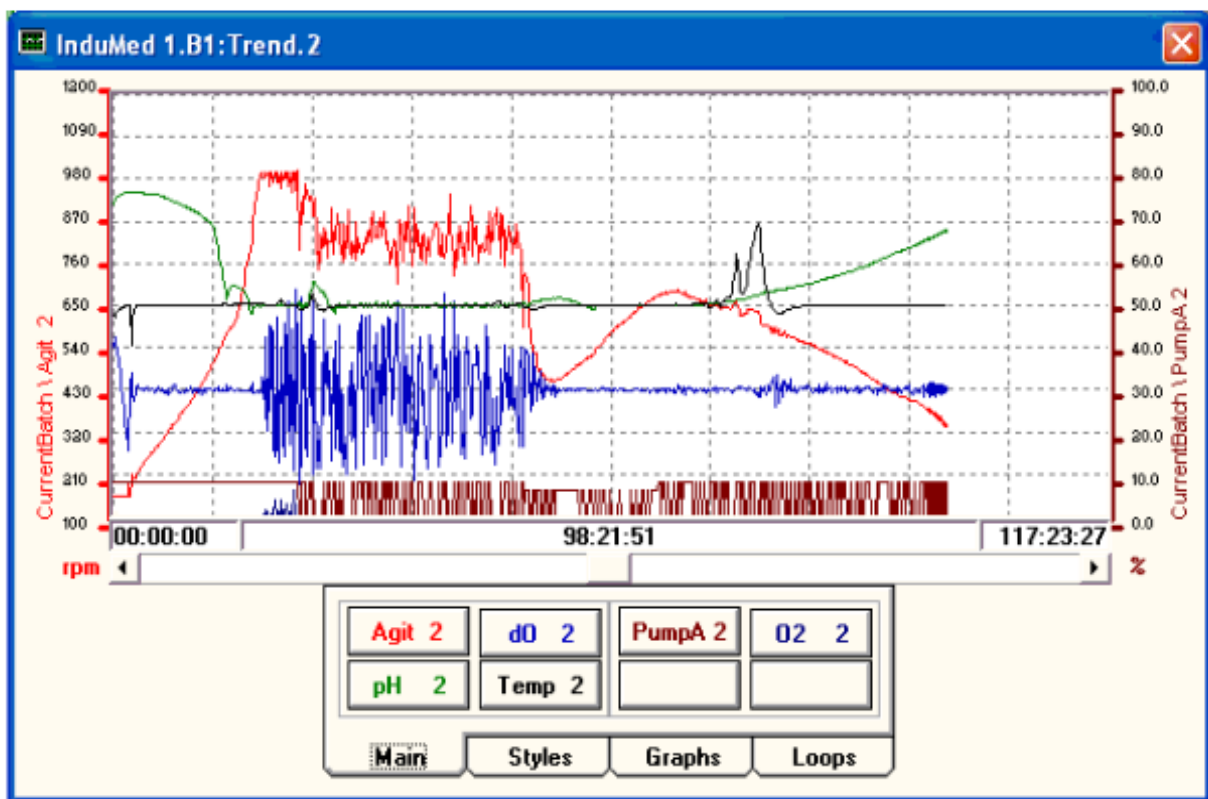 InduMed 1.B1:Trend.2
1200 100.0
1090 90.0
980 80.0
870 70.0
760 60.0
650 50.0
540 40.0
430 30.0
320 20.0
210 10.0
100 0.0
CurrentBatch \ Agit 2
CurrentBatch \ PumpA 2
00:00:00 98:21:51 117:23:27
rpm %
Agit 2 dO 2 PumpA 2 O2 2
pH 2 Temp 2
Main Styles Graphs Loops